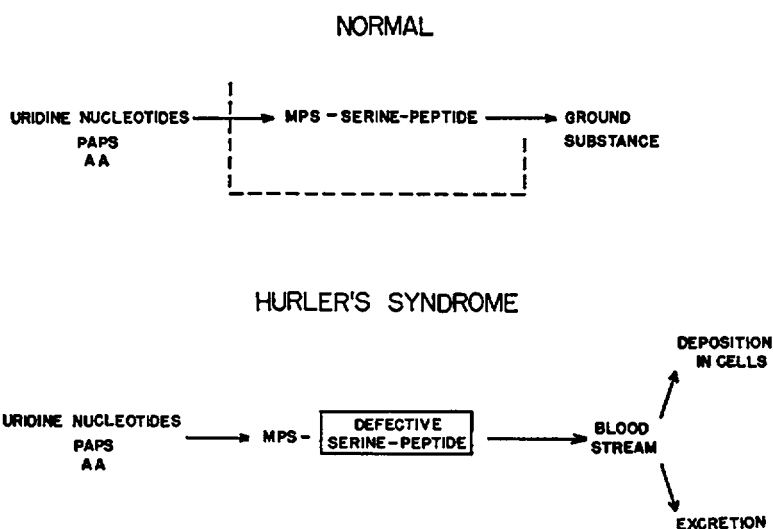 NORMAL
URIDINE NUCLEOTIDES
PAPS
AA
MPS-SERINE-PEPTIDE
GROUND
SUBSTANCE
HURLER'S SYNDROME
URIDINE NUCLEOTIDES
PAPS
AA
MPS-
DEFECTIVE
SERINE-PEPTIDE
BLOOD
STREAM
DEPOSITION
IN CELLS
EXCRETION